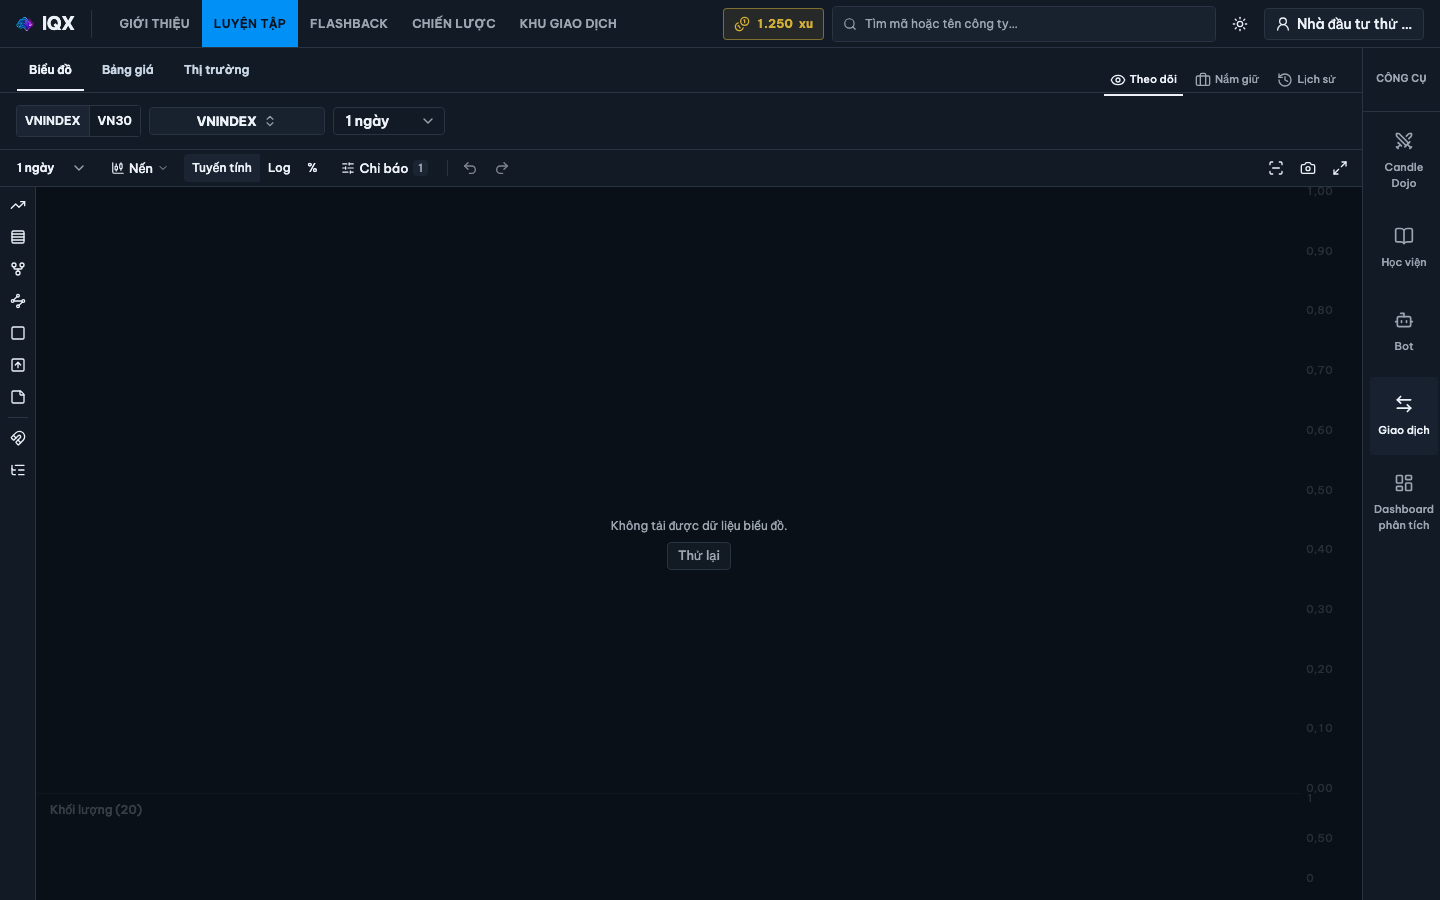 IQX
GIỚI THIỆU
LUYỆN TẬP
FLASHBACK
CHIẾN LƯỢC
KHU GIAO DỊCH
1.250 xu
Tìm mã hoặc tên công ty...
Nhà đầu tư thử ...
Biểu đồ
Bảng giá
Thị trường
Theo dõi
Nắm giữ
Lịch sử
CÔNG CỤ
VNINDEX
VN30
VNINDEX
1 ngày
1 ngày
Nến
Tuyến tính
Log
%
Chỉ báo
1
Candle
Dojo
Học viện
Bot
Giao dịch
Dashboard
phân tích
1,00
0,90
0,80
0,70
0,60
0,50
0,40
0,30
0,20
0,10
0,00
Không tải được dữ liệu biểu đồ.
Thử lại
Khối lượng (20)
1
0,50
0